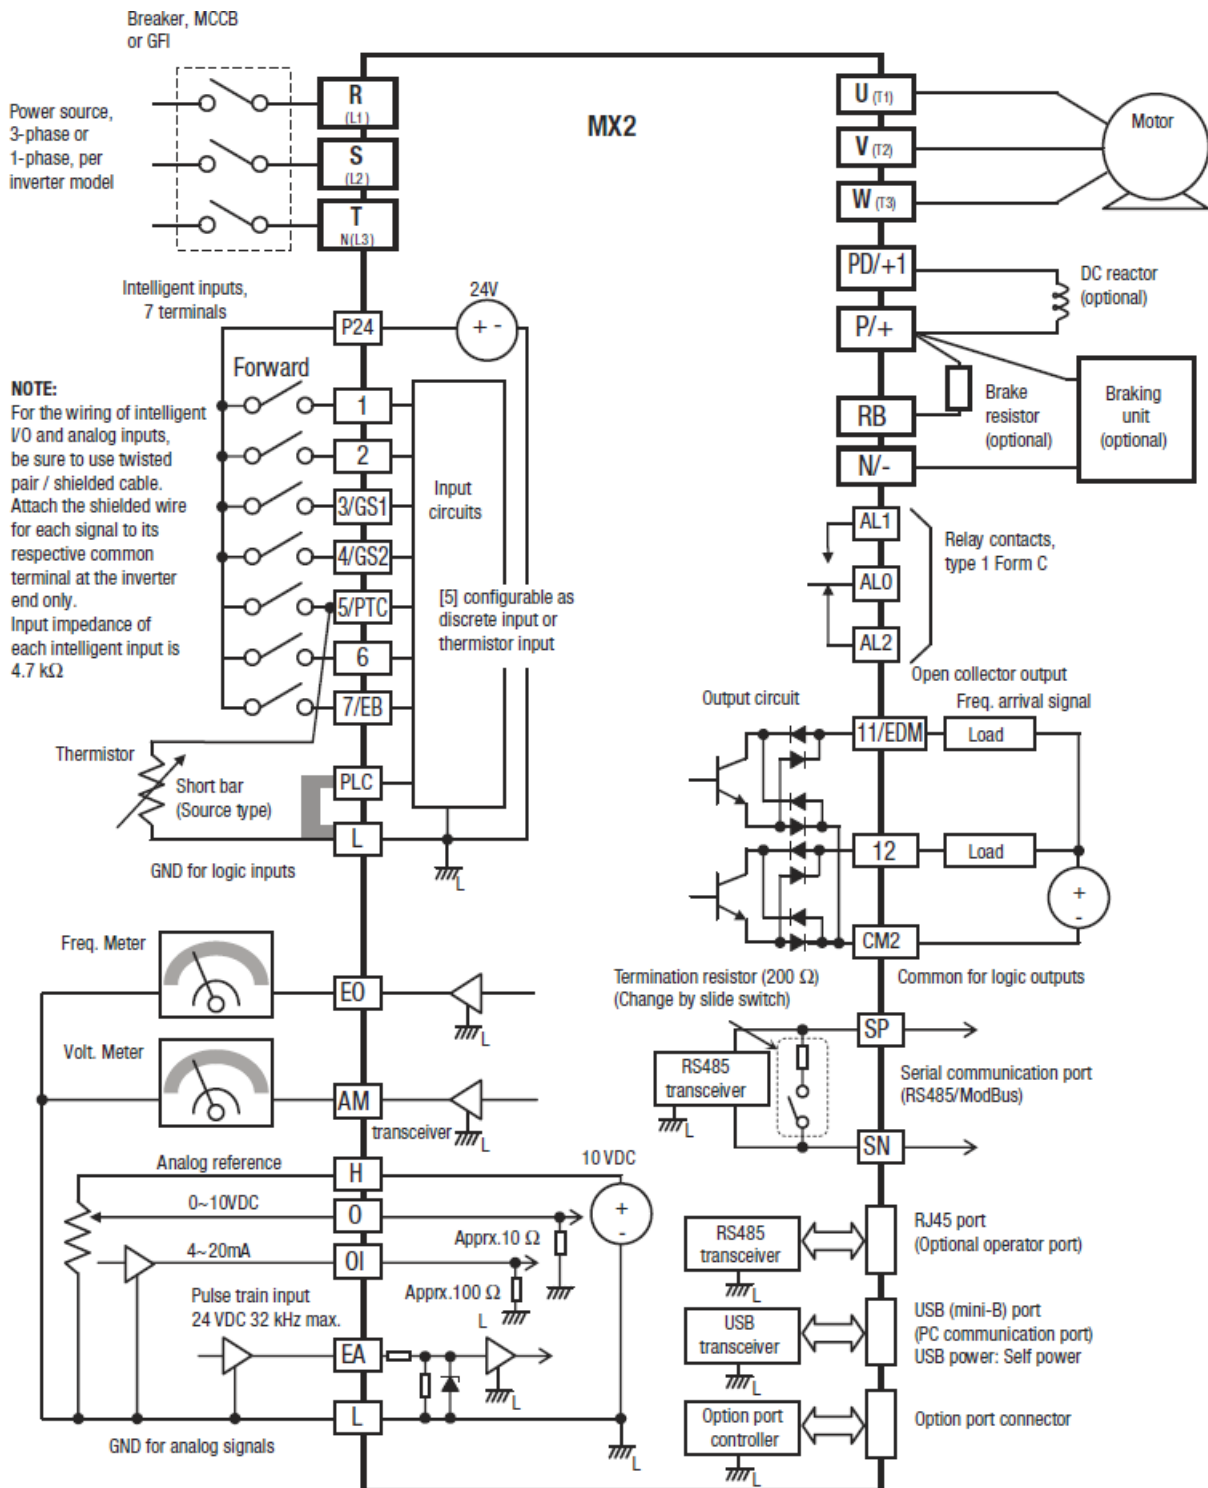 Breaker, MCCB
or GFI
Power source,
3-phase or
1-phase, per
inverter model
R
(L1)
S
(L2)
T
N(L3)
MX2
U (T1)
V (T2)
W (T3)
Motor
PD/+1
P/+
DC reactor
(optional)
RB
N/-
Brake
resistor
(optional)
Braking
unit
(optional)
Intelligent inputs,
7 terminals
24V
+ -
P24
Forward
NOTE:
For the wiring of intelligent
I/O and analog inputs,
be sure to use twisted
pair / shielded cable.
Attach the shielded wire
for each signal to its
respective common
terminal at the inverter
end only.
Input impedance of
each intelligent input is
4.7 kΩ
1
2
3/GS1
4/GS2
5/PTC
6
7/EB
PLC
L
Input
circuits
[5] configurable as
discrete input or
thermistor input
Thermistor
Short bar
(Source type)
GND for logic inputs
L
AL1
AL0
AL2
Relay contacts,
type 1 Form C
Open collector output
Output circuit
Freq. arrival signal
11/EDM
Load
12
Load
+
-
CM2
Common for logic outputs
Termination resistor (200 Ω)
(Change by slide switch)
Freq. Meter
EO
L
Volt. Meter
AM
transceiver
L
SP
RS485
transceiver
L
Serial communication port
(RS485/ModBus)
SN
Analog reference
H
10 VDC
0~10VDC
O
+
-
Apprx.10 Ω
4~20mA
OI
Apprx.100 Ω
Pulse train input
24 VDC 32 kHz max.
L
EA
L
L
GND for analog signals
L
RS485
transceiver
L
RJ45 port
(Optional operator port)
USB
transceiver
L
USB (mini-B) port
(PC communication port)
USB power: Self power
Option port
controller
L
Option port connector